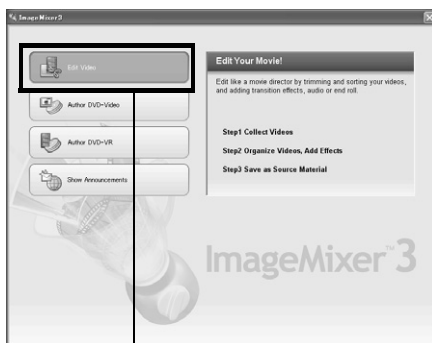 ImageMixer3
Edit Video
Author DVD-Video
Author DVD-VR
Show Announcements
Edit Your Movie!
Edit like a movie director by trimming and sorting your videos,
and adding transition effects, audio or end roll.
Step1 Collect Videos
Step2 Organize Videos, Add Effects
Step3 Save as Source Material
ImageMixer™ 3